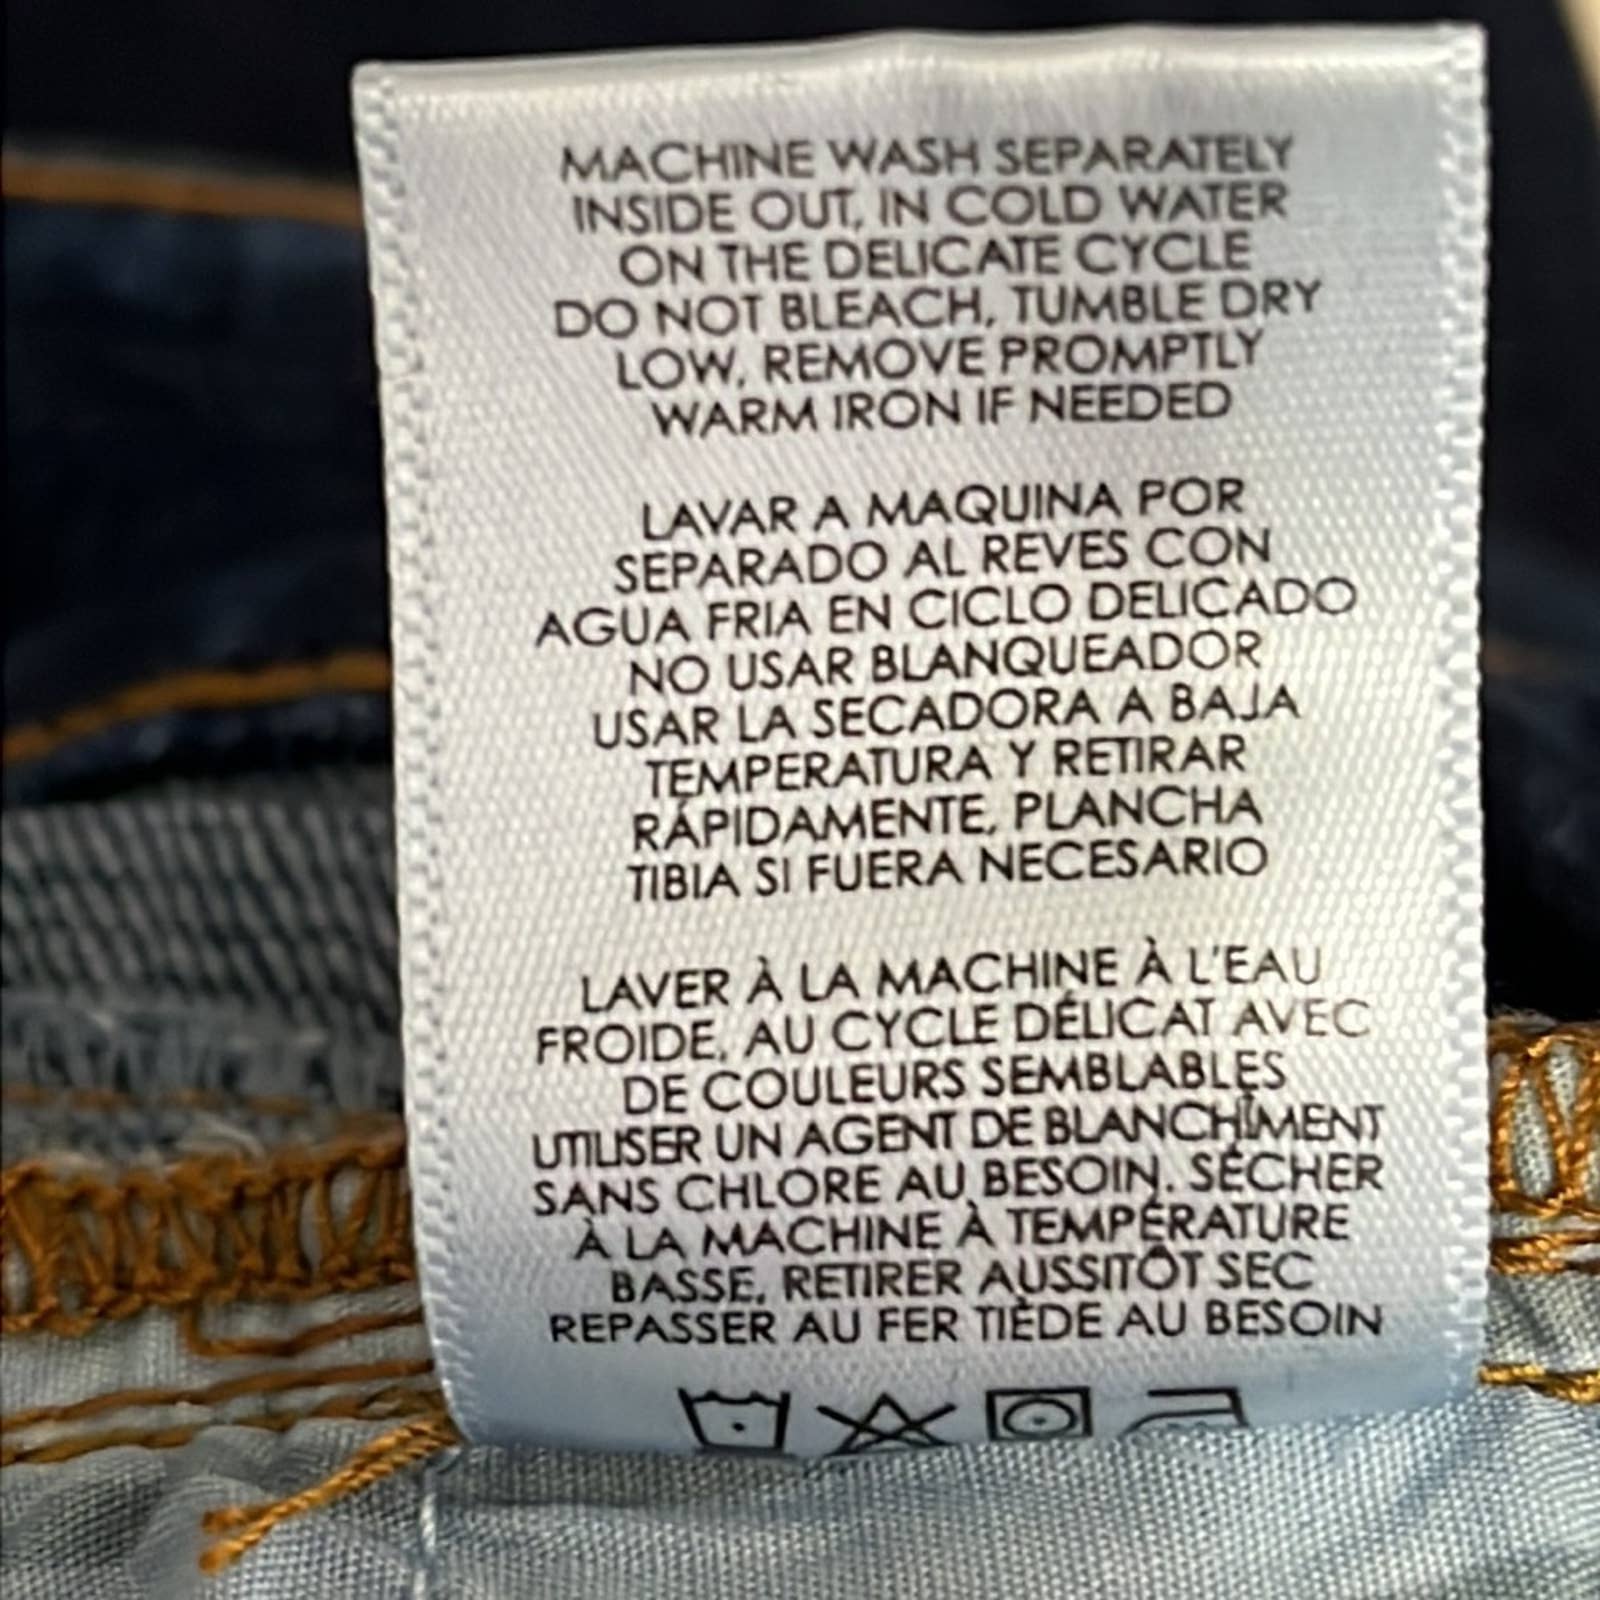 MACHINE WASH SEPARATELY
INSIDE OUT, IN COLD WATER
ON THE DELICATE CYCLE
DO NOT BLEACH, TUMBLE DRY
LOW, REMOVE PROMPTLY
WARM IRON IF NEEDED
LAVAR A MAQUINA POR
SEPARADO AL REVES CON
AGUA FRIA EN CICLO DELICADO
NO USAR BLANQUEADOR
USAR LA SECADORA A BAJA
TEMPERATURA Y RETIRAR
RÁPIDAMENTE, PLANCHA
TIBIA SI FUERA NECESARIO
LAVER À LA MACHINE À L'EAU
FROIDE, AU CYCLE DÉLICAT AVEC
DE COULEURS SEMBLABLES
UTILISER UN AGENT DE BLANCHÎMENT
SANS CHLORE AU BESOIN. SÉCHER
À LA MACHINE À TEMPÉRATURE
BASSE, RETIRER AUSSITÔT SEC
REPASSER AU FER TIÈDE AU BESOIN